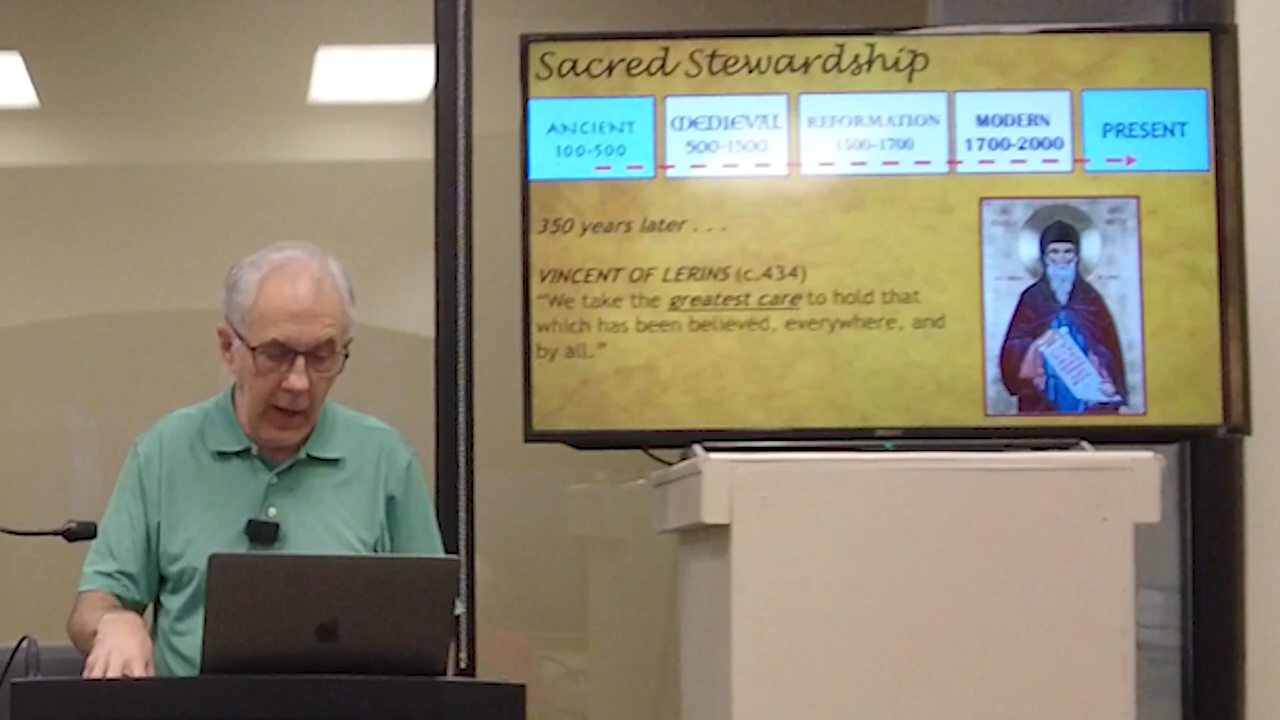 Sacred Stewardship
ANCIENT
100-500
MEDIEVAL
500-1500
REFORMATION
1500-1700
MODERN
1700-2000
PRESENT
350 years later . . .
VINCENT OF LERINS (c.434)
“We take the greatest care to hold that
which has been believed, everywhere, and
by all.”